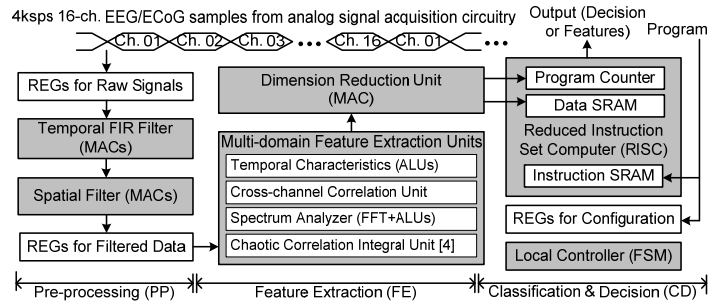 4ksps 16-ch. EEG/ECoG samples from analog signal acquisition circuitry
Ch. 01 Ch. 02 Ch. 03 ••• Ch. 16 Ch. 01 •••
REGs for Raw Signals
Temporal FIR Filter
(MACs)
Spatial Filter (MACs)
REGs for Filtered Data
Pre-processing (PP)
Dimension Reduction Unit
(MAC)
Multi-domain Feature Extraction Units
Temporal Characteristics (ALUs)
Cross-channel Correlation Unit
Spectrum Analyzer (FFT+ALUs)
Chaotic Correlation Integral Unit [4]
Feature Extraction (FE)
Output (Decision
or Features)
Program
Program Counter
Data SRAM
Reduced Instruction
Set Computer (RISC)
Instruction SRAM
REGs for Configuration
Local Controller (FSM)
Classification & Decision (CD)